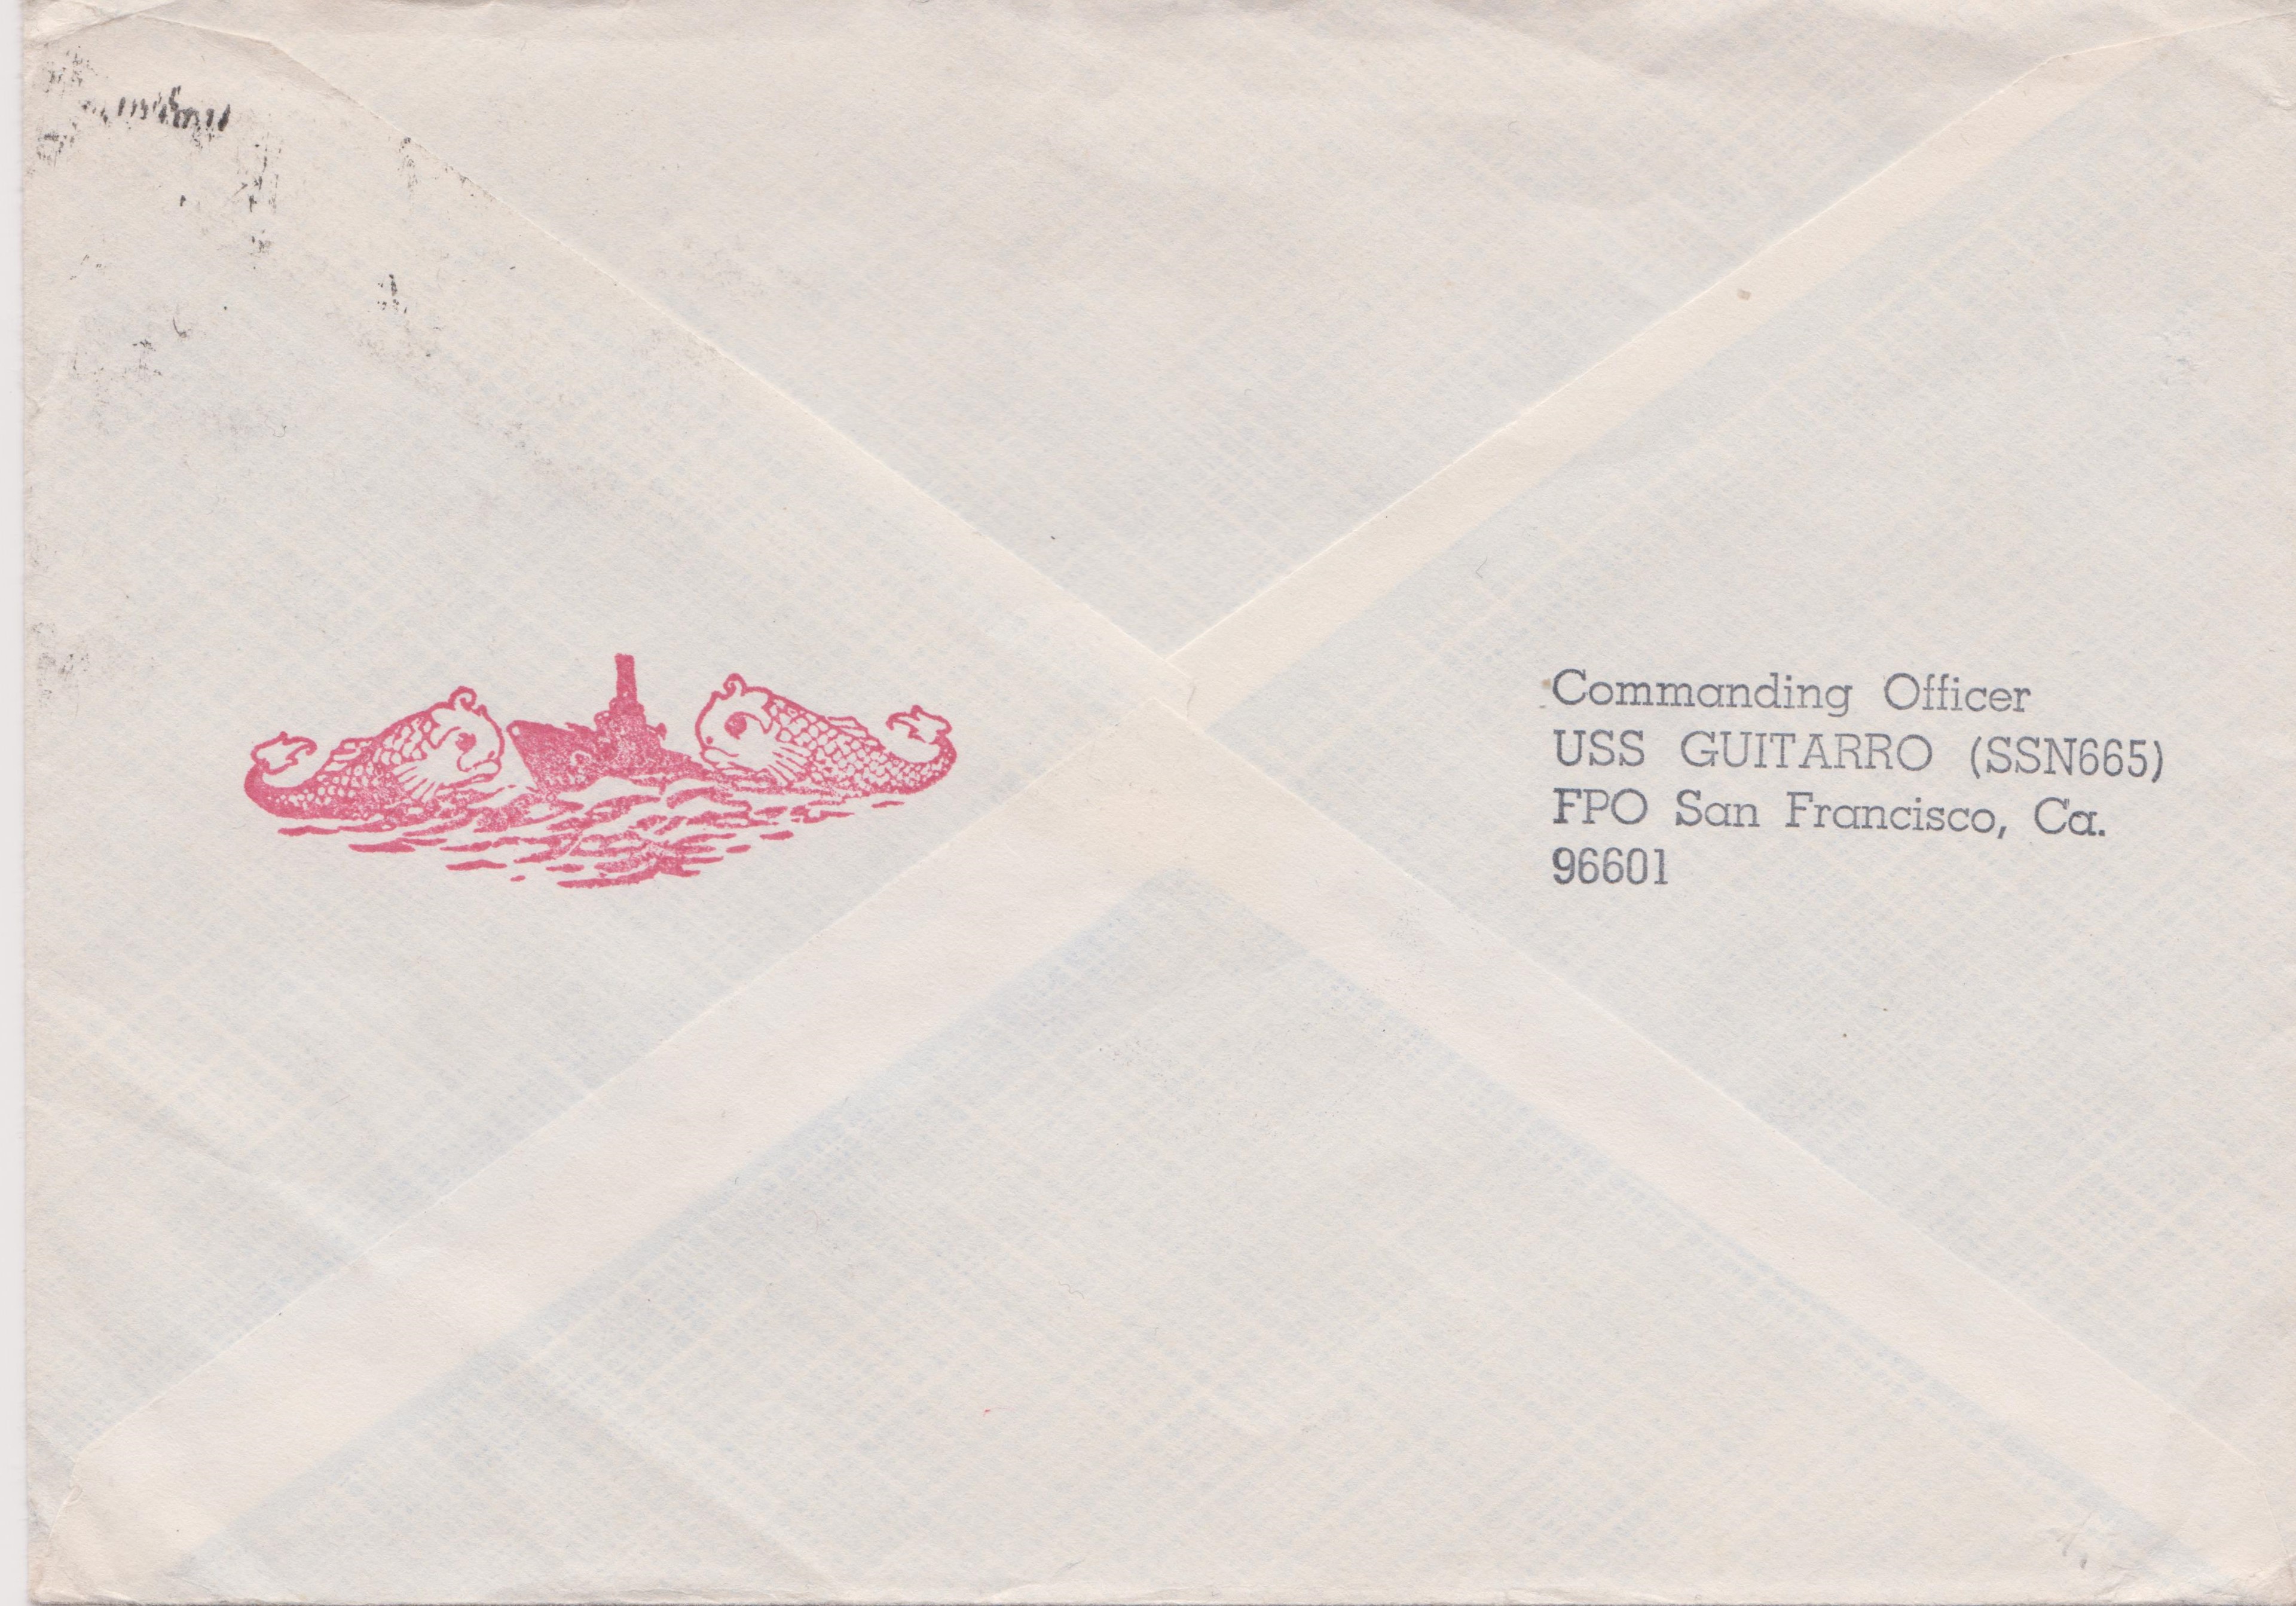 Commanding Officer
USS GUITARRO (SSN665)
FPO San Francisco, Ca.
96601